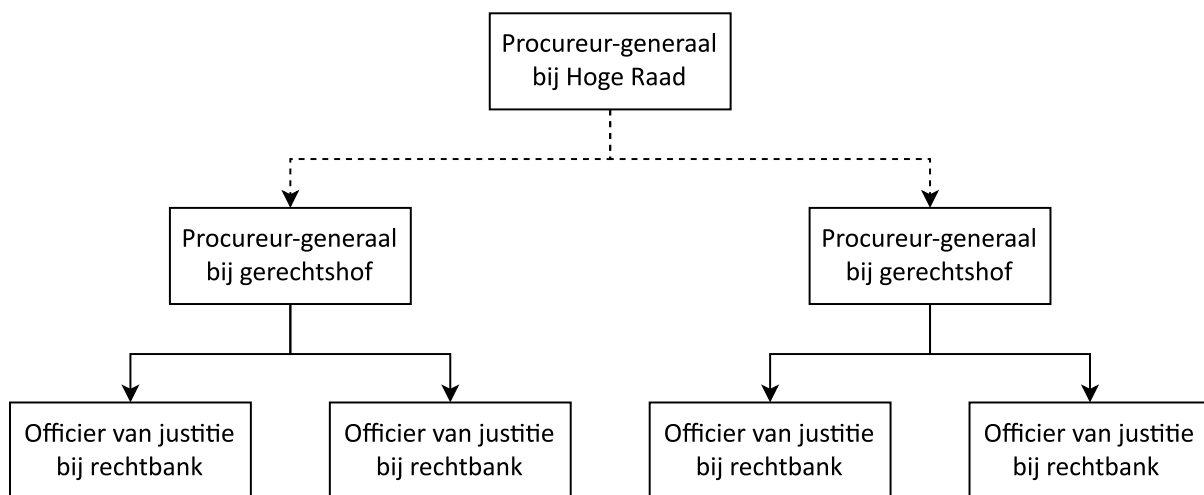 Procureur-generaal
bij Hoge Raad
Procureur-generaal
bij gerechtshof
Procureur-generaal
bij gerechtshof
Officier van justitie
bij rechtbank
Officier van justitie
bij rechtbank
Officier van justitie
bij rechtbank
Officier van justitie
bij rechtbank